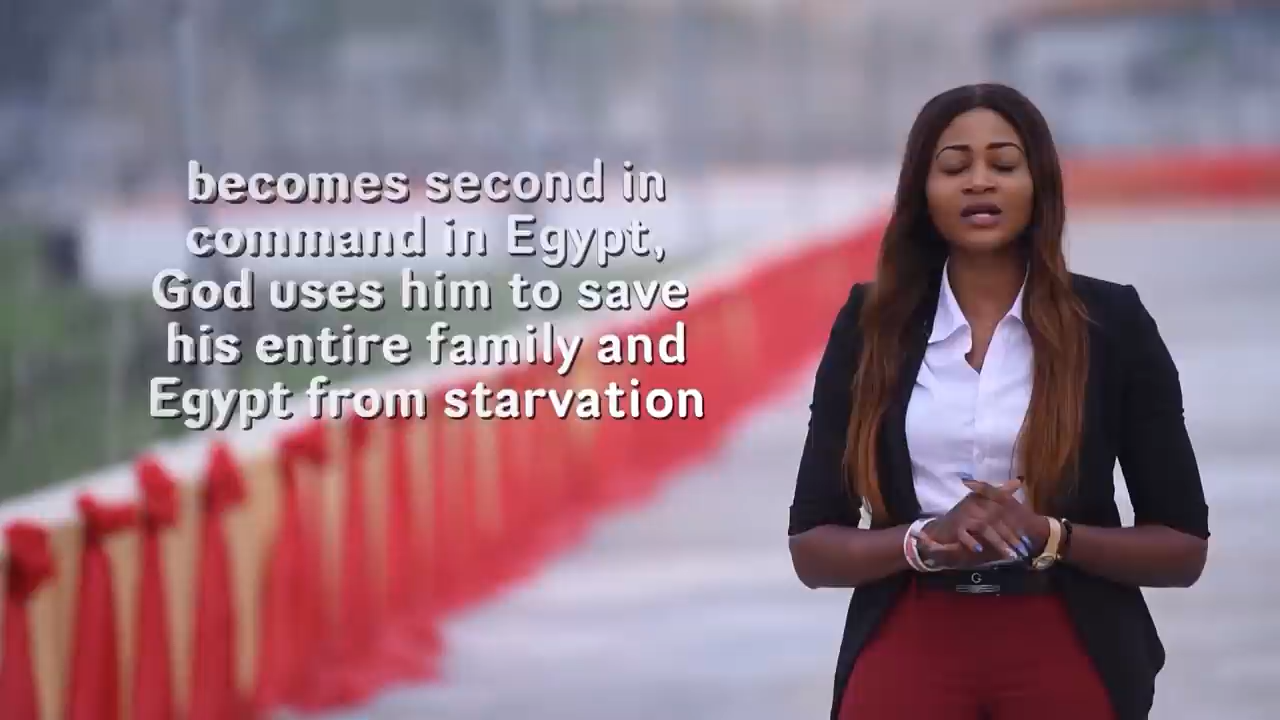 becomes second in
command in Egypt,
God uses him to save
his entire family and
Egypt from starvation
G